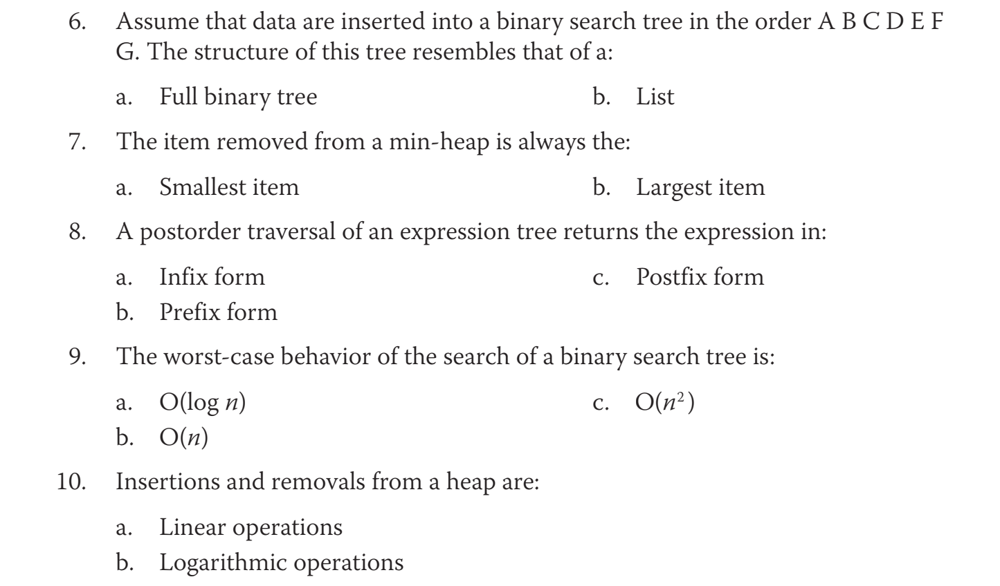 6. Assume that data are inserted into a binary search tree in the order A B C D E F
G. The structure of this tree resembles that of a:
a. Full binary tree b. List
7. The item removed from a min-heap is always the:
a. Smallest item b. Largest item
8. A postorder traversal of an expression tree returns the expression in:
a. Infix form c. Postfix form
b. Prefix form
9. The worst-case behavior of the search of a binary search tree is:
a. O(log n) c. O(n²)
b. O(n)
10. Insertions and removals from a heap are:
a. Linear operations
b. Logarithmic operations